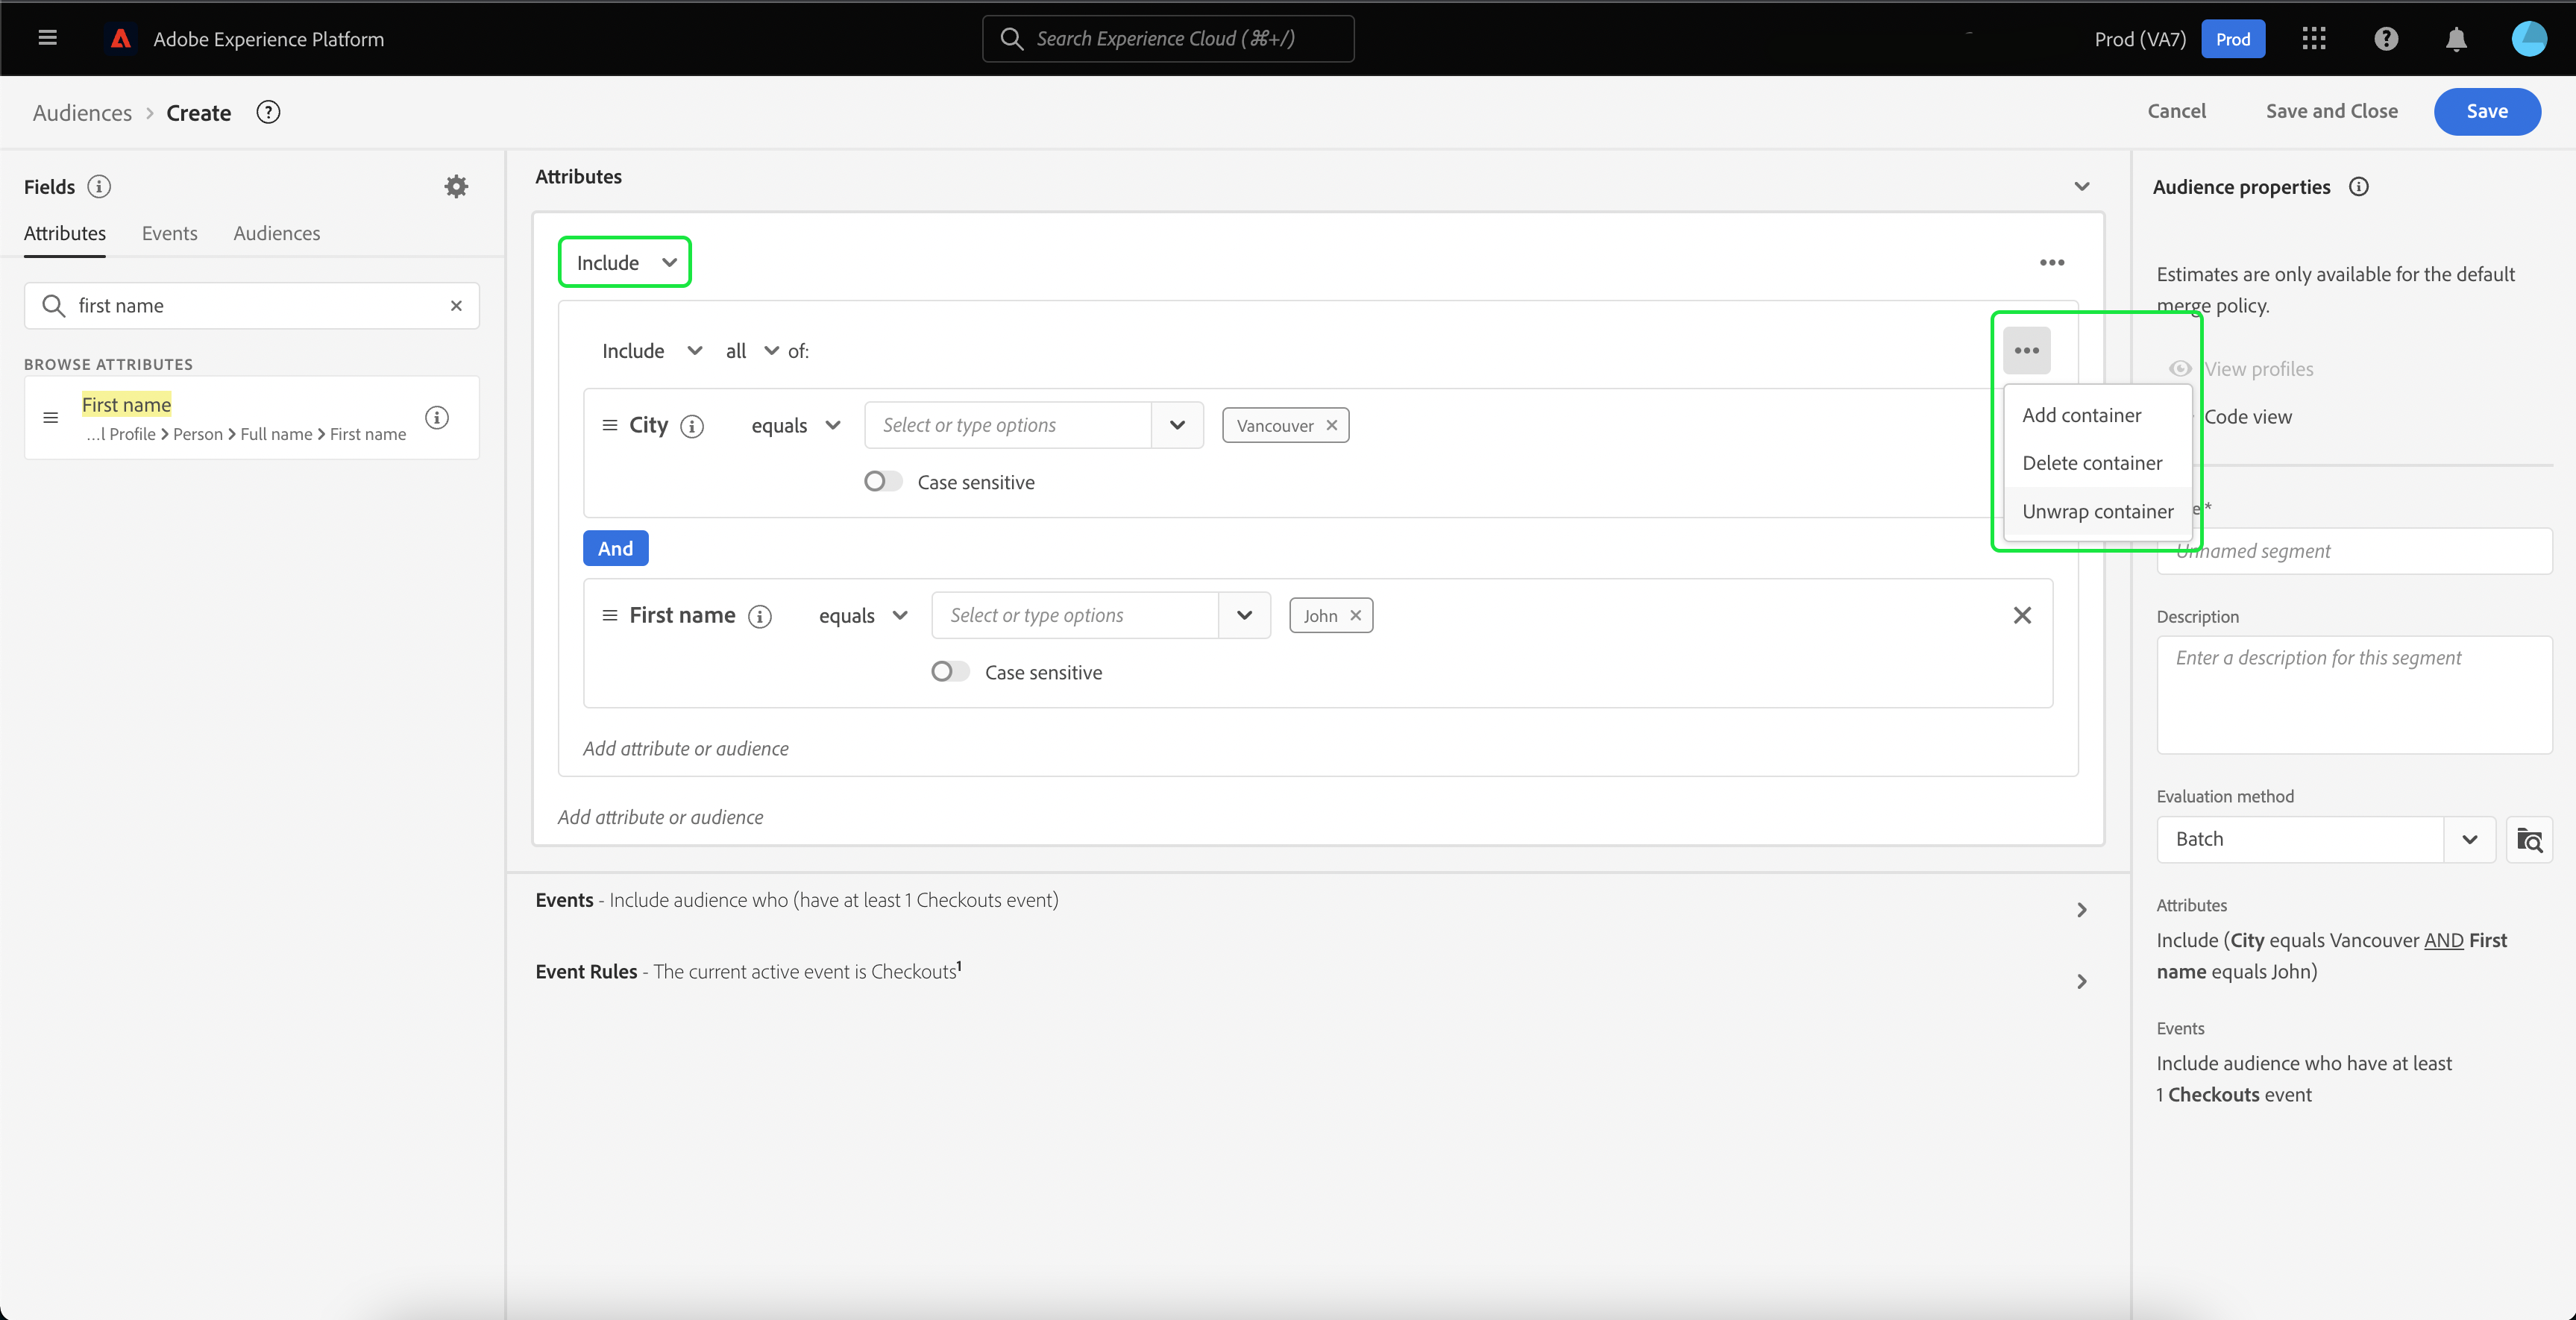 Adobe Experience Platform
Search Experience Cloud (⌘+/)
Prod (VA7)
Prod
Audiences > Create
Cancel
Save and Close
Save
Fields
Attributes
Events
Audiences
first name
BROWSE ATTRIBUTES
First name
...l Profile > Person > Full name > First name
Attributes
Include
Include
all
of:
City
equals
Select or type options
Vancouver
Case sensitive
And
First name
equals
Select or type options
John
Case sensitive
Add attribute or audience
Add attribute or audience
Add container
Delete container
Unwrap container
Events - Include audience who (have at least 1 Checkouts event)
Event Rules - The current active event is Checkouts¹
Audience properties
Estimates are only available for the default
merge policy.
View profiles
Code view
e*
Unnamed segment
Description
Enter a description for this segment
Evaluation method
Batch
Attributes
Include (City equals Vancouver AND First
name equals John)
Events
Include audience who have at least
1 Checkouts event